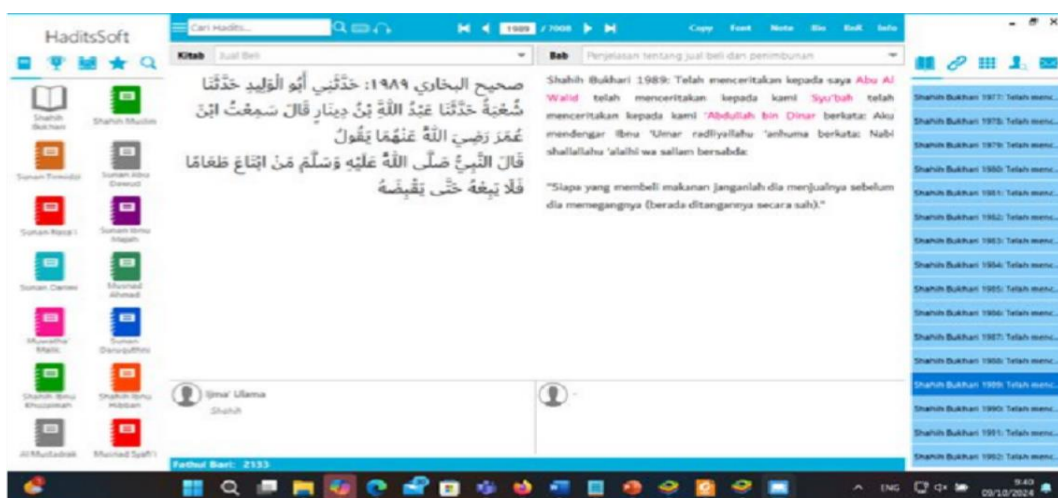 HaditsSoft
Cari Hadits...
1989 / 7008
Copy Font Note Bio BnR Info
Kitab Jual Beli
Bab Penjelasan tentang jual beli dan penimbunan
Shahih Bukhari
Shahih Muslim
Sunan Tirmidzi
Sunan Abu Dawud
Sunan Nasa'i
Sunan Ibnu Majah
Sunan Darimi
Musnad Ahmad
Muwatha' Malik
Sunan Daruquthni
Shahih Ibnu Khuzaimah
Shahih Ibnu Hibban
Al Mustadrak
Musnad Syafi'i
صحيح البخاري ١٩٨٩: حَدَّثَنِي أَبُو الْوَلِيدِ حَدَّثَنَا
شُعْبَةُ حَدَّثَنَا عَبْدُ اللَّهِ بْنُ دِينَارٍ قَالَ سَمِعْتُ ابْنَ
عُمَرَ رَضِيَ اللَّهُ عَنْهُمَا يَقُولُ
قَالَ النَّبِيُّ صَلَّى اللَّهُ عَلَيْهِ وَسَلَّمَ مَنْ ابْتَاعَ طَعَامًا
فَلَا يَبِعْهُ حَتَّى يَقْبِضَهُ
Shahih Bukhari 1989: Telah menceritakan kepada saya Abu Al
Walid telah menceritakan kepada kami Syu'bah telah
menceritakan kepada kami 'Abdullah bin Dinar berkata: Aku
mendengar Ibnu 'Umar radliyallahu 'anhuma berkata: Nabi
shallallahu 'alaihi wa sallam bersabda:
"Siapa yang membeli makanan janganlah dia menjualnya sebelum
dia memegangnya (berada ditangannya secara sah)."
Ijma' Ulama
Shahih
-
Fathul Bari: 2133
Shahih Bukhari 1977: Telah menc...
Shahih Bukhari 1978: Telah menc...
Shahih Bukhari 1979: Telah menc...
Shahih Bukhari 1980: Telah menc...
Shahih Bukhari 1981: Telah menc...
Shahih Bukhari 1982: Telah menc...
Shahih Bukhari 1983: Telah menc...
Shahih Bukhari 1984: Telah menc...
Shahih Bukhari 1985: Telah menc...
Shahih Bukhari 1986: Telah menc...
Shahih Bukhari 1987: Telah menc...
Shahih Bukhari 1988: Telah menc...
Shahih Bukhari 1989: Telah menc...
Shahih Bukhari 1990: Telah menc...
Shahih Bukhari 1991: Telah menc...
Shahih Bukhari 1992: Telah menc...
ENG
9:40
09/10/2024